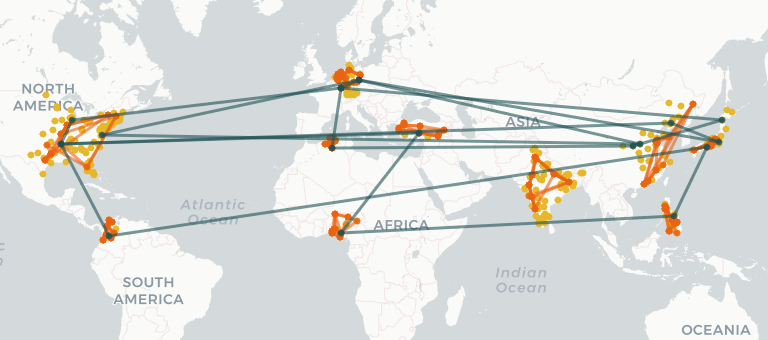 NORTH
AMERICA
ASIA
Atlantic
Ocean
AFRICA
Indian
Ocean
SOUTH
AMERICA
OCEANIA